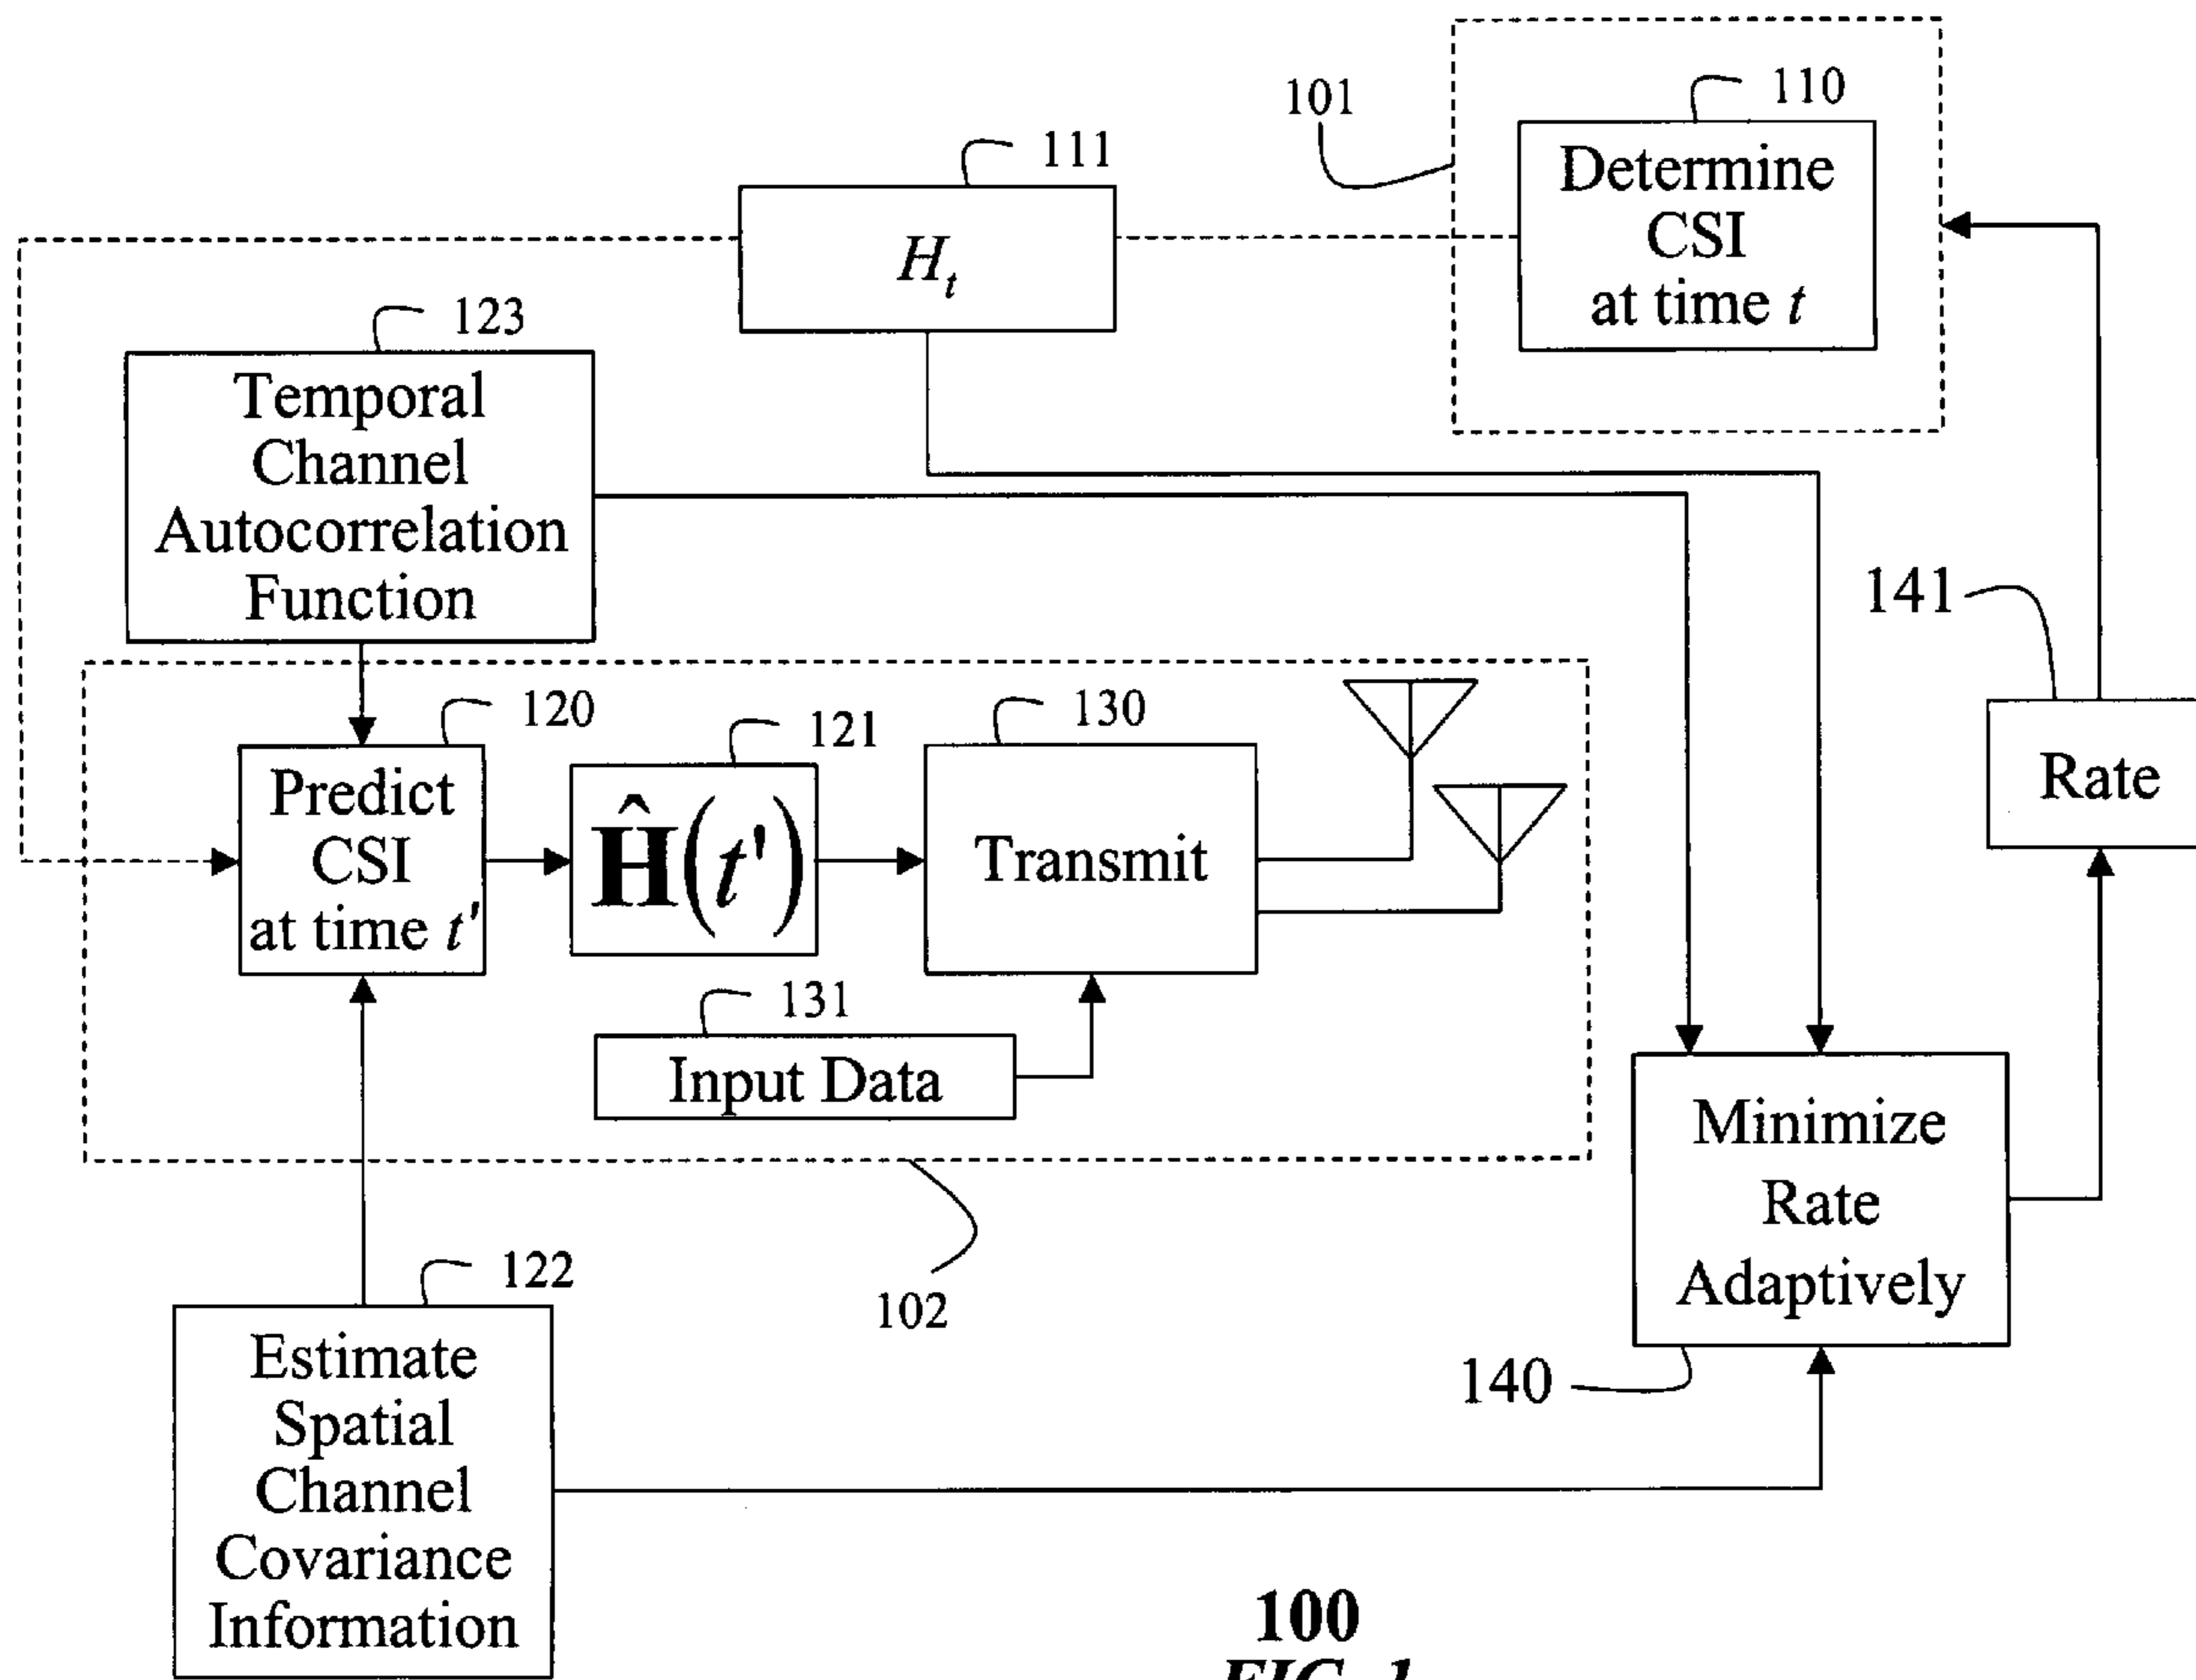 110
101
Determine
CSI
at time t
111
H_t
123
Temporal
Channel
Autocorrelation
Function
141
Rate
120
Predict
CSI
at time t'
121
Ĥ(t')
130
Transmit
131
Input Data
102
Minimize
Rate
Adaptively
140
122
Estimate
Spatial
Channel
Covariance
Information
100
FIG. 1